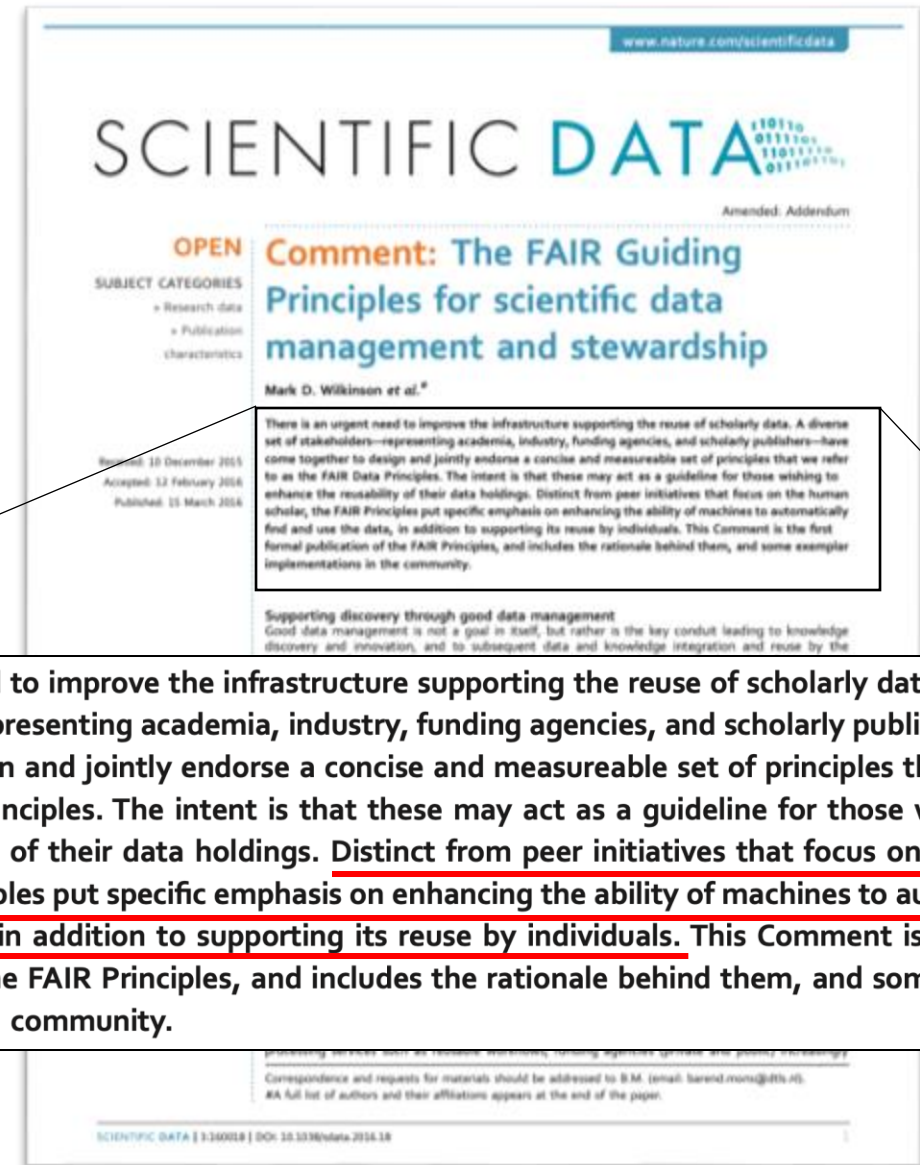 www.nature.com/scientificdata
SCIENTIFIC DATA
Amended: Addendum
OPEN
SUBJECT CATEGORIES
» Research data
» Publication
characteristics
Received: 10 December 2015
Accepted: 12 February 2016
Published: 15 March 2016
Comment: The FAIR Guiding
Principles for scientific data
management and stewardship
Mark D. Wilkinson et al.#
There is an urgent need to improve the infrastructure supporting the reuse of scholarly data. A diverse
set of stakeholders—representing academia, industry, funding agencies, and scholarly publishers—have
come together to design and jointly endorse a concise and measureable set of principles that we refer
to as the FAIR Data Principles. The intent is that these may act as a guideline for those wishing to
enhance the reusability of their data holdings. Distinct from peer initiatives that focus on the human
scholar, the FAIR Principles put specific emphasis on enhancing the ability of machines to automatically
find and use the data, in addition to supporting its reuse by individuals. This Comment is the first
formal publication of the FAIR Principles, and includes the rationale behind them, and some exemplar
implementations in the community.
Supporting discovery through good data management
Good data management is not a goal in itself, but rather is the key conduit leading to knowledge
discovery and innovation, and to subsequent data and knowledge integration and reuse by the
to improve the infrastructure supporting the reuse of scholarly dat
presenting academia, industry, funding agencies, and scholarly publi
n and jointly endorse a concise and measureable set of principles th
nciples. The intent is that these may act as a guideline for those w
of their data holdings. Distinct from peer initiatives that focus on
ples put specific emphasis on enhancing the ability of machines to au
in addition to supporting its reuse by individuals. This Comment is
ne FAIR Principles, and includes the rationale behind them, and som
community.
processing services such as reusable workflows; funding agencies (private and public) increasingly
Correspondence and requests for materials should be addressed to B.M. (email: barend.mons@dtls.nl).
#A full list of authors and their affiliations appears at the end of the paper.
SCIENTIFIC DATA | 3:160018 | DOI: 10.1038/sdata.2016.18
1